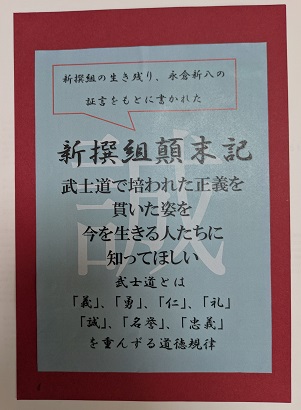 新撰組の生き残り、永倉新八の
証言をもとに書かれた
新撰組顛末記
誠
武士道で培われた正義を
貫いた姿を
今を生きる人たちに
知ってほしい
武士道とは
「義」、「勇」、「仁」、「礼」
「誠」、「名誉」、「忠義」
を重んずる道徳規律